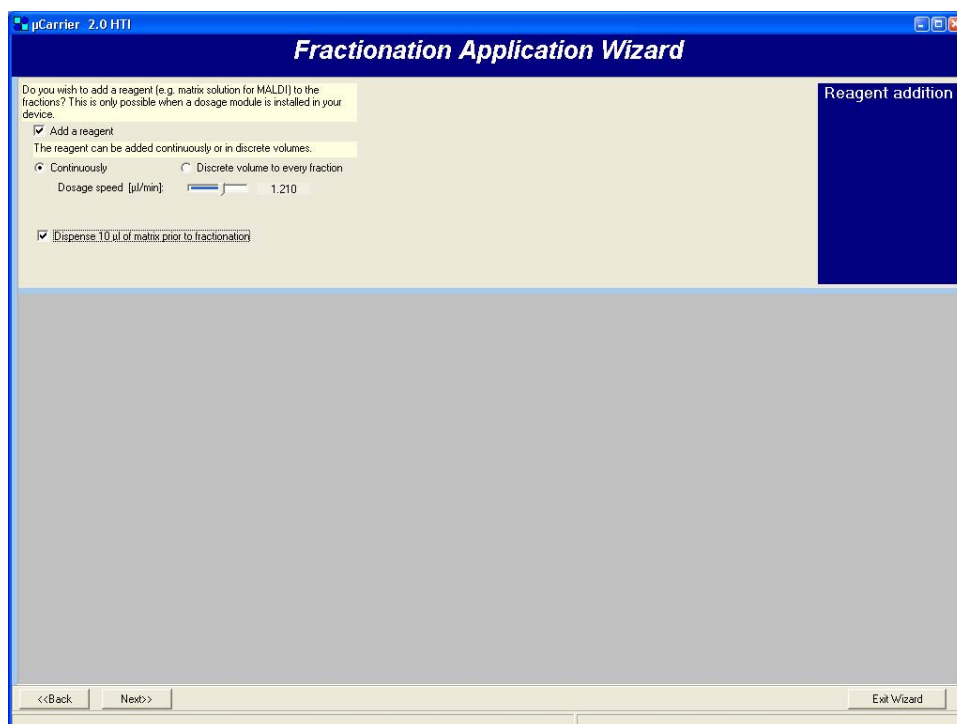 µCarrier 2.0 HTI
Fractionation Application Wizard
Do you wish to add a reagent (e.g. matrix solution for MALDI) to the
fractions? This is only possible when a dosage module is installed in your
device.
Reagent addition
Add a reagent
The reagent can be added continuously or in discrete volumes.
Continuously Discrete volume to every fraction
Dosage speed [µl/min]: 1.210
Dispense 10 µl of matrix prior to fractionation
<<Back Next>> Exit Wizard